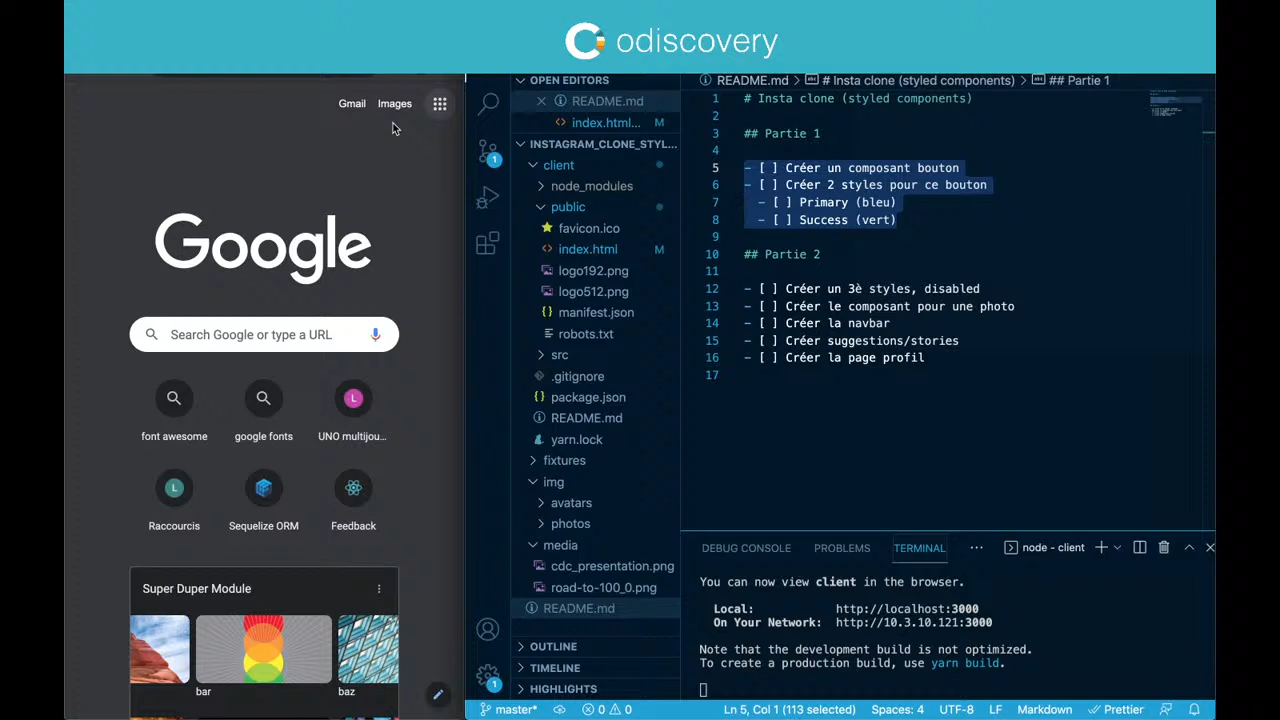 odiscovery
Gmail
Images
Google
Search Google or type a URL
font awesome
google fonts
L
UNO multijou...
L
Raccourcis
Sequelize ORM
Feedback
Super Duper Module
bar
baz
OPEN EDITORS
README.md
index.html... M
INSTAGRAM_CLONE_STYL...
client
node_modules
public
favicon.ico
index.html M
logo192.png
logo512.png
manifest.json
robots.txt
src
.gitignore
package.json
README.md
yarn.lock
fixtures
img
avatars
photos
media
cdc_presentation.png
road-to-100_0.png
README.md
OUTLINE
TIMELINE
HIGHLIGHTS
1
1
README.md > # Insta clone (styled components) > ## Partie 1
1 # Insta clone (styled components)
2
3 ## Partie 1
4
5 - [ ] Créer un composant bouton
6 - [ ] Créer 2 styles pour ce bouton
7 - [ ] Primary (bleu)
8 - [ ] Success (vert)
9
10 ## Partie 2
11
12 - [ ] Créer un 3è styles, disabled
13 - [ ] Créer le composant pour une photo
14 - [ ] Créer la navbar
15 - [ ] Créer suggestions/stories
16 - [ ] Créer la page profil
17
DEBUG CONSOLE PROBLEMS TERMINAL ... node - client
You can now view client in the browser.
Local: http://localhost:3000
On Your Network: http://10.3.10.121:3000
Note that the development build is not optimized.
To create a production build, use yarn build.
master* 0 0 Ln 5, Col 1 (113 selected) Spaces: 4 UTF-8 LF Markdown Prettier